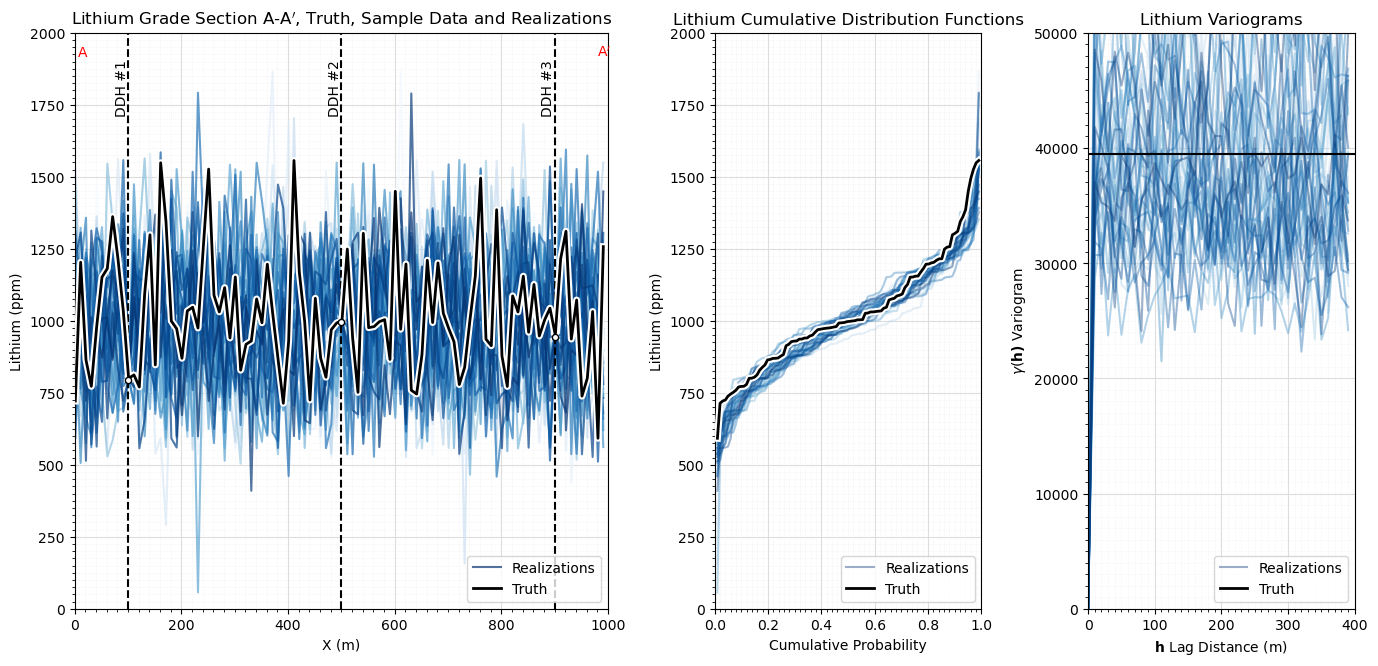 Lithium Grade Section A-A′, Truth, Sample Data and Realizations
2000
1750
1500
1250
1000
750
500
250
0
Lithium (ppm)
A
A
DDH #1
DDH #2
DDH #3
Realizations
Truth
0
200
400
600
800
1000
X (m)
Lithium Cumulative Distribution Functions
2000
1750
1500
1250
1000
750
500
250
0
Lithium (ppm)
Realizations
Truth
0.0
0.2
0.4
0.6
0.8
1.0
Cumulative Probability
Lithium Variograms
50000
40000
30000
20000
10000
0
γ(h) Variogram
Realizations
Truth
0
100
200
300
400
h Lag Distance (m)